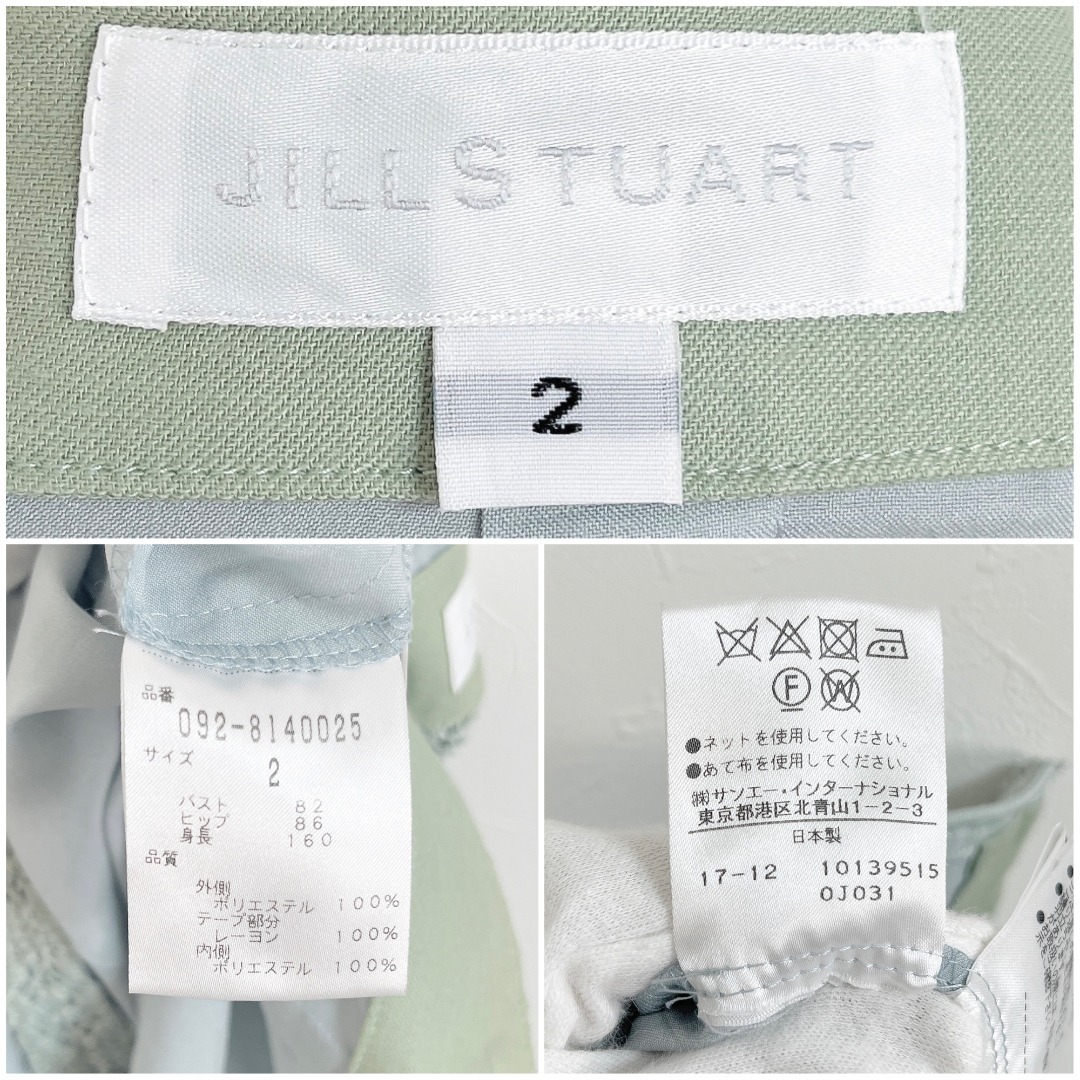 JILLSTUART
2
品番
092-8140025
サイズ
2
バスト 82
ヒップ 86
身長 160
品質
外側
ポリエステル 100%
テープ部分
レーヨン 100%
内側
ポリエステル 100%
F W
●ネットを使用してください。
●あて布を使用してください。
㈱サンエー・インターナショナル
東京都港区北青山1-2-3
日本製
17-12 10139515
0J031